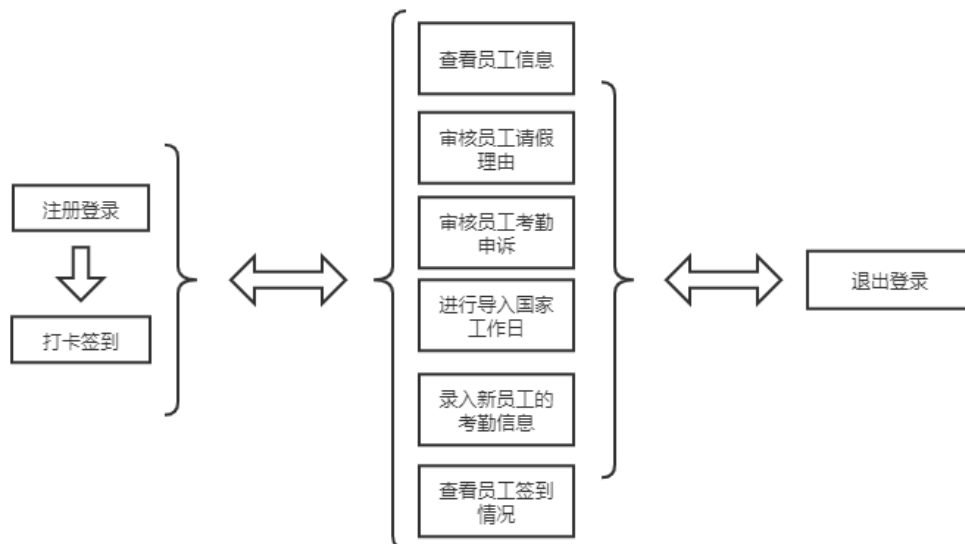 注册登录
打卡签到
查看员工信息
审核员工请假
理由
审核员工考勤
申诉
进行导入国家
工作日
录入新员工的
考勤信息
查看员工签到
情况
退出登录